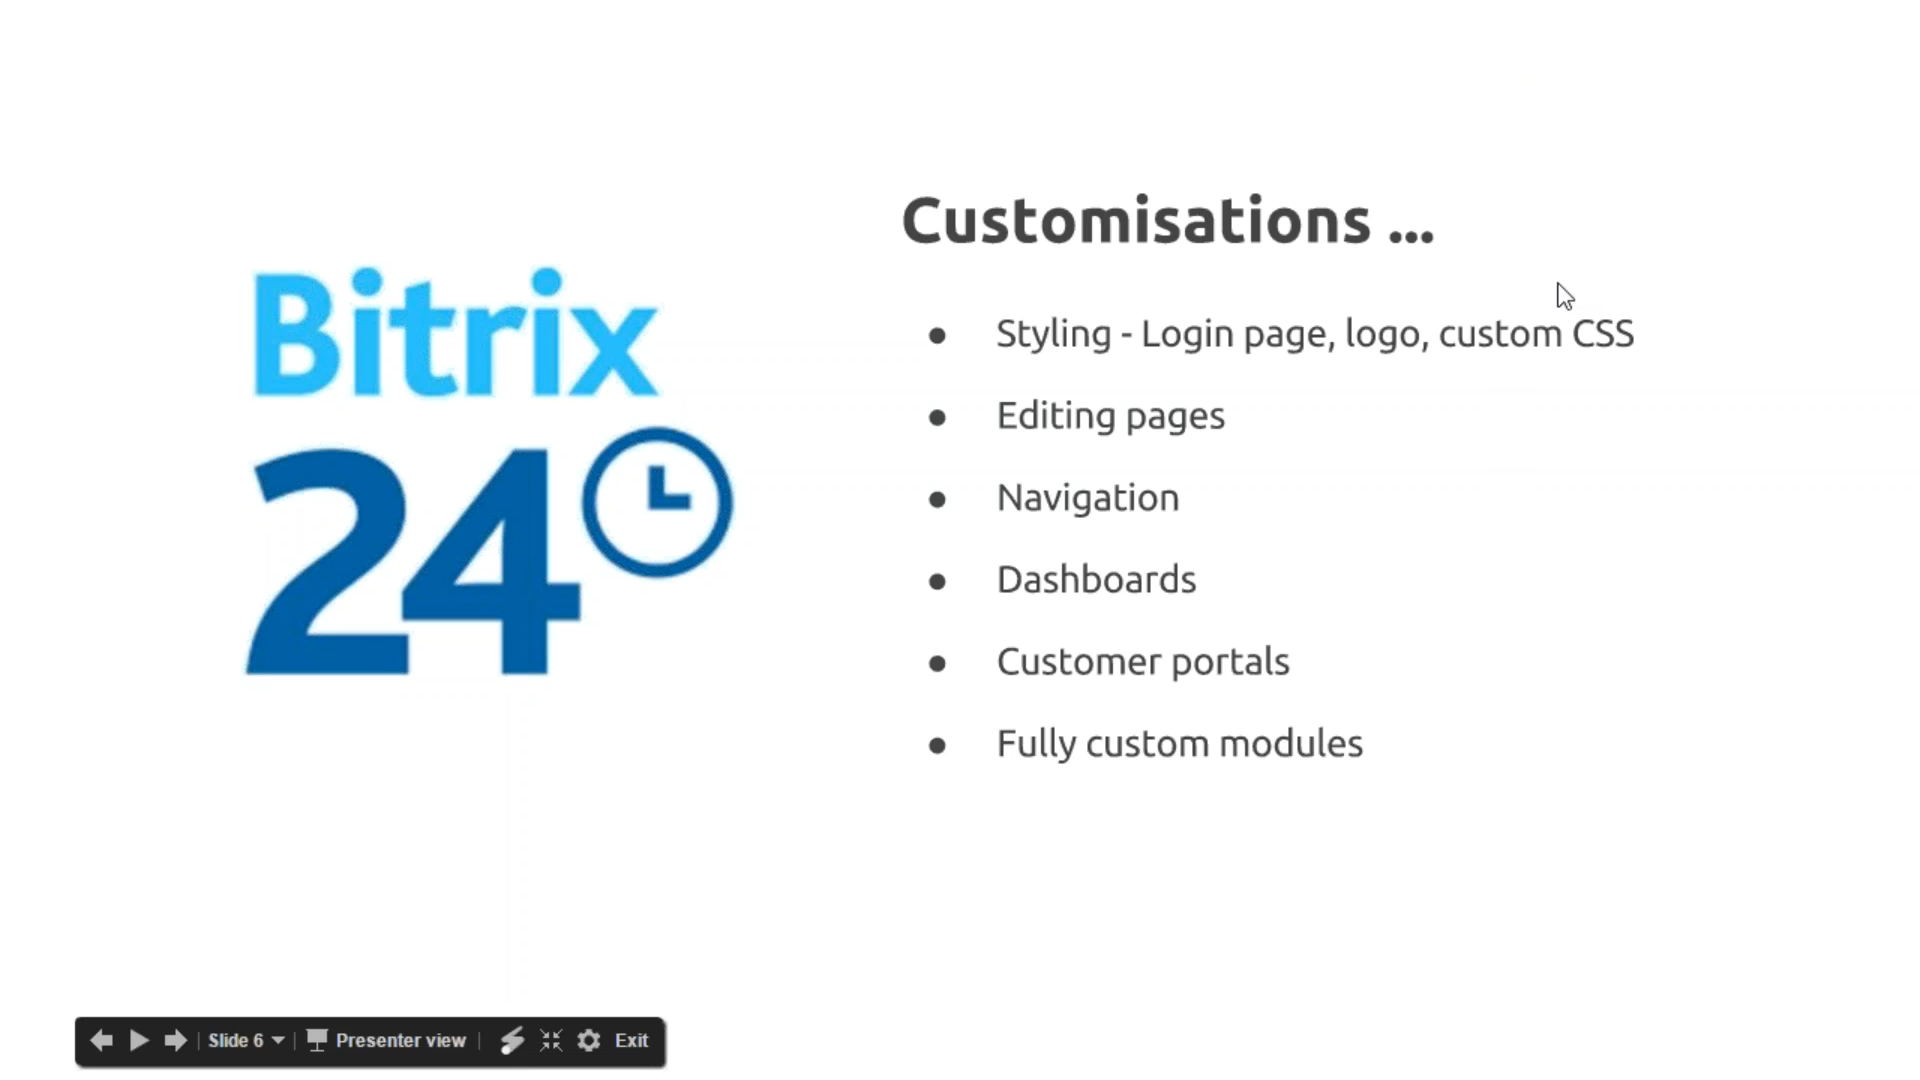 Bitrix
24
Customisations ...
● Styling - Login page, logo, custom CSS
● Editing pages
● Navigation
● Dashboards
● Customer portals
● Fully custom modules
Slide 6 Presenter view Exit